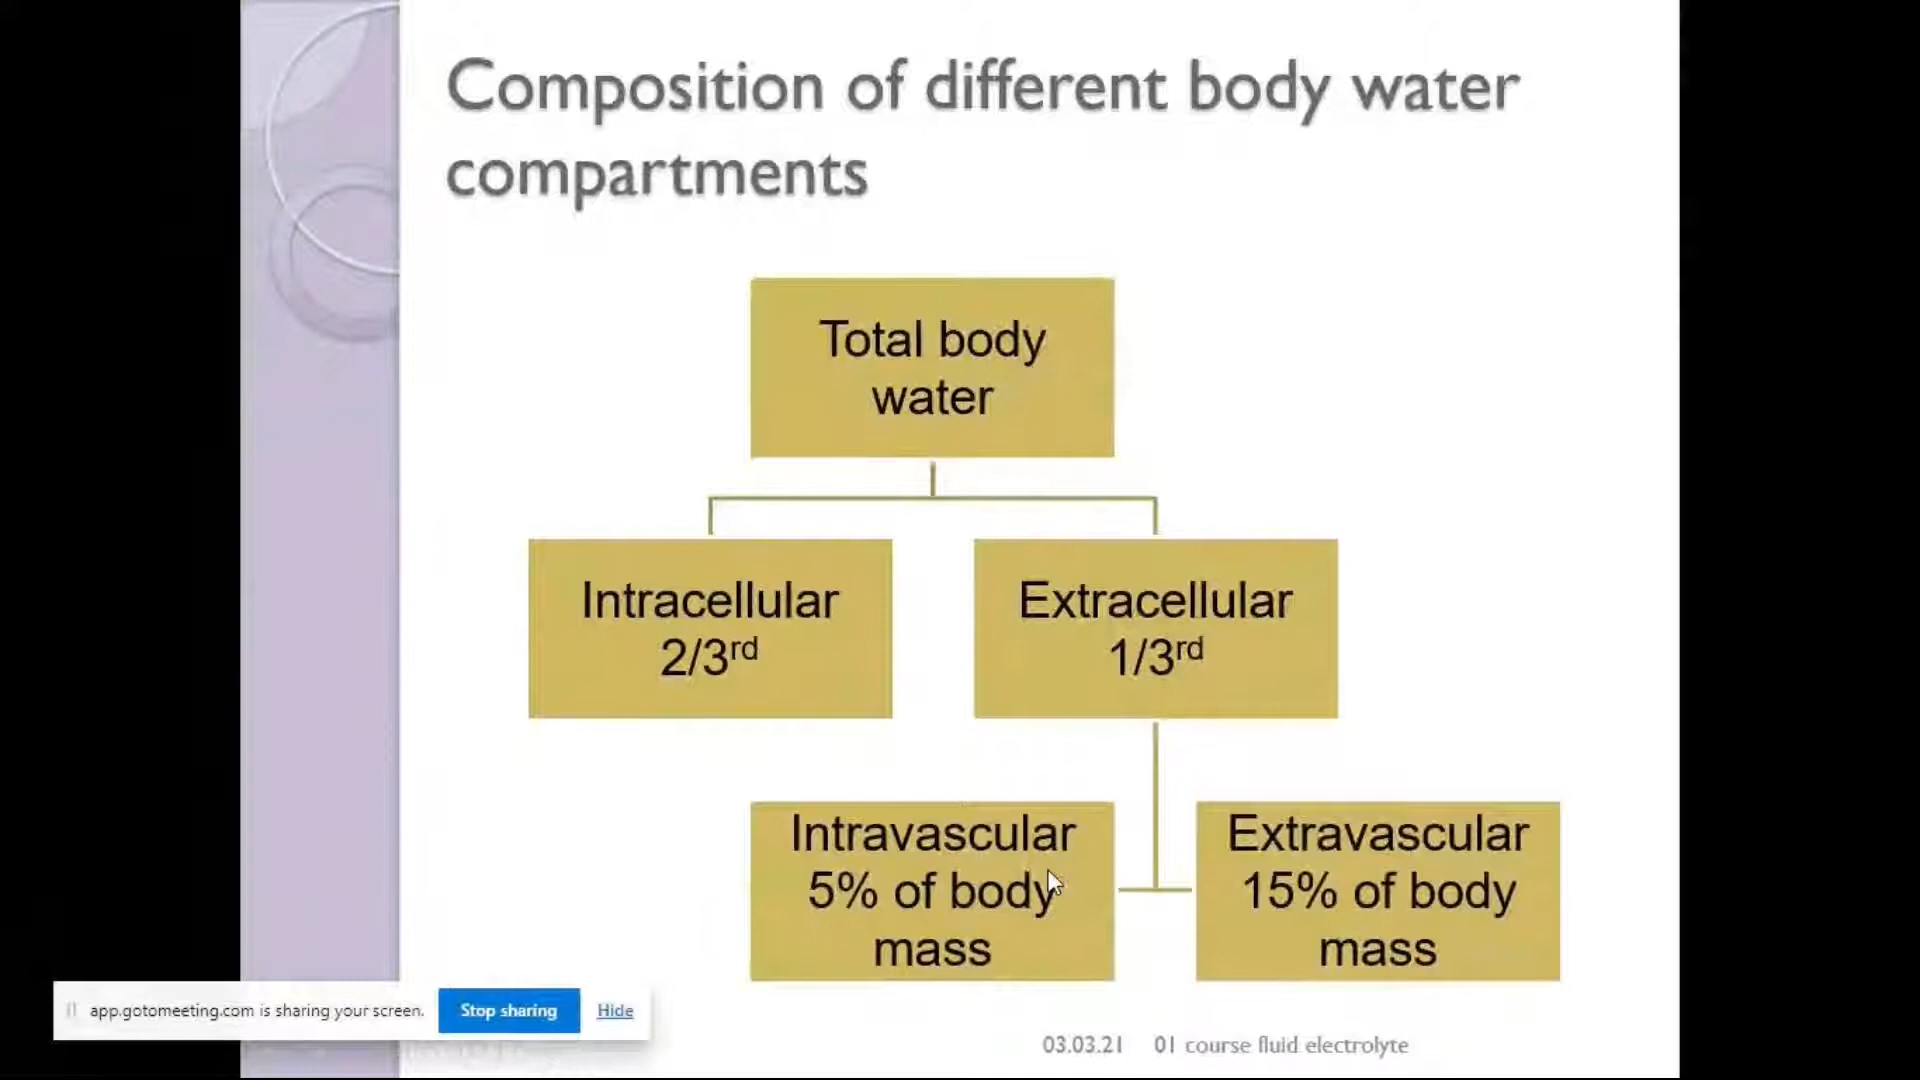 Composition of different body water
compartments
Total body
water
Intracellular
2/3rd
Extracellular
1/3rd
Intravascular
5% of body
mass
Extravascular
15% of body
mass
app.gotomeeting.com is sharing your screen.
Stop sharing
Hide
03.03.21 01 course fluid electrolyte